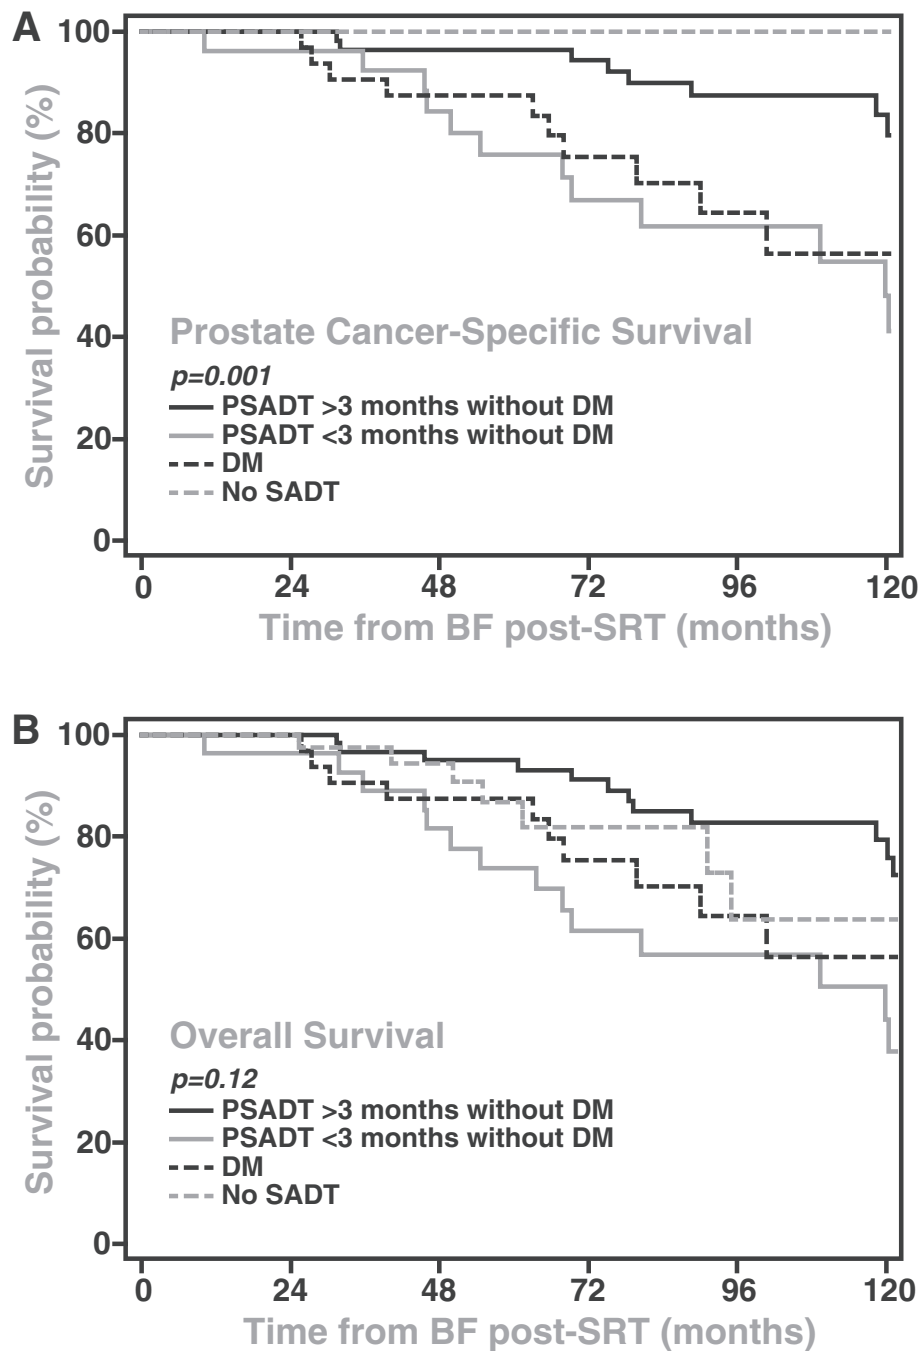 A
Survival probability (%)
100
80
60
40
20
0
Prostate Cancer-Specific Survival
p=0.001
PSADT >3 months without DM
PSADT <3 months without DM
DM
No SADT
0 24 48 72 96 120
Time from BF post-SRT (months)
B
Survival probability (%)
100
80
60
40
20
0
Overall Survival
p=0.12
PSADT >3 months without DM
PSADT <3 months without DM
DM
No SADT
0 24 48 72 96 120
Time from BF post-SRT (months)